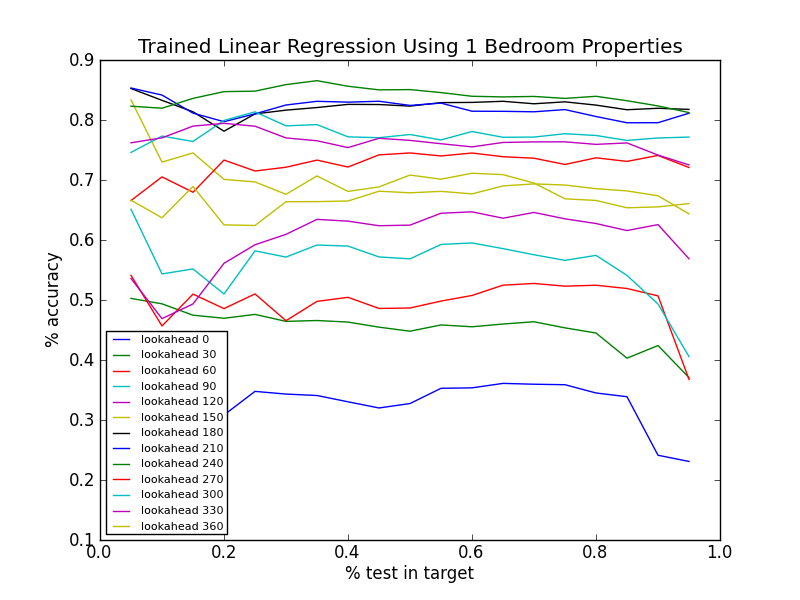 Trained Linear Regression Using 1 Bedroom Properties
0.9
0.8
0.7
0.6
0.5
0.4
0.3
0.2
0.1
% accuracy
lookahead 0
lookahead 30
lookahead 60
lookahead 90
lookahead 120
lookahead 150
lookahead 180
lookahead 210
lookahead 240
lookahead 270
lookahead 300
lookahead 330
lookahead 360
0.0 0.2 0.4 0.6 0.8 1.0
% test in target